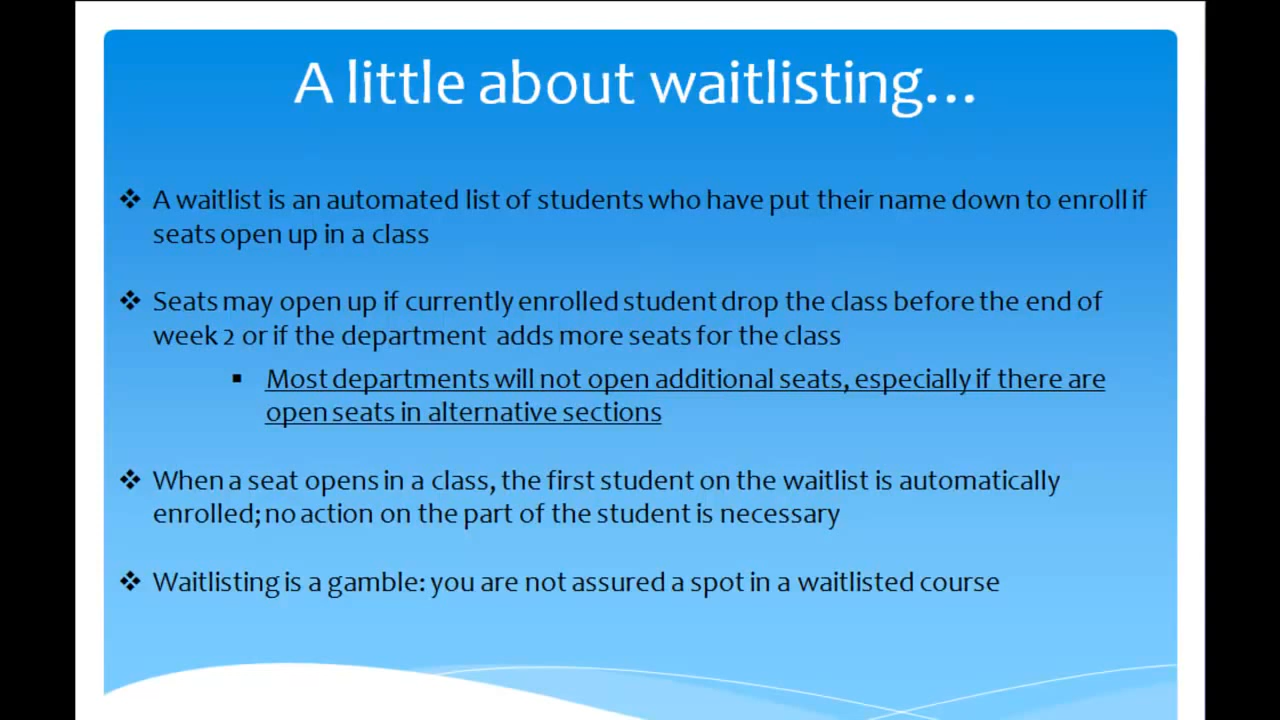 A little about waitlisting…
A waitlist is an automated list of students who have put their name down to enroll if
seats open up in a class
Seats may open up if currently enrolled student drop the class before the end of
week 2 or if the department adds more seats for the class
Most departments will not open additional seats, especially if there are
open seats in alternative sections
When a seat opens in a class, the first student on the waitlist is automatically
enrolled; no action on the part of the student is necessary
Waitlisting is a gamble: you are not assured a spot in a waitlisted course